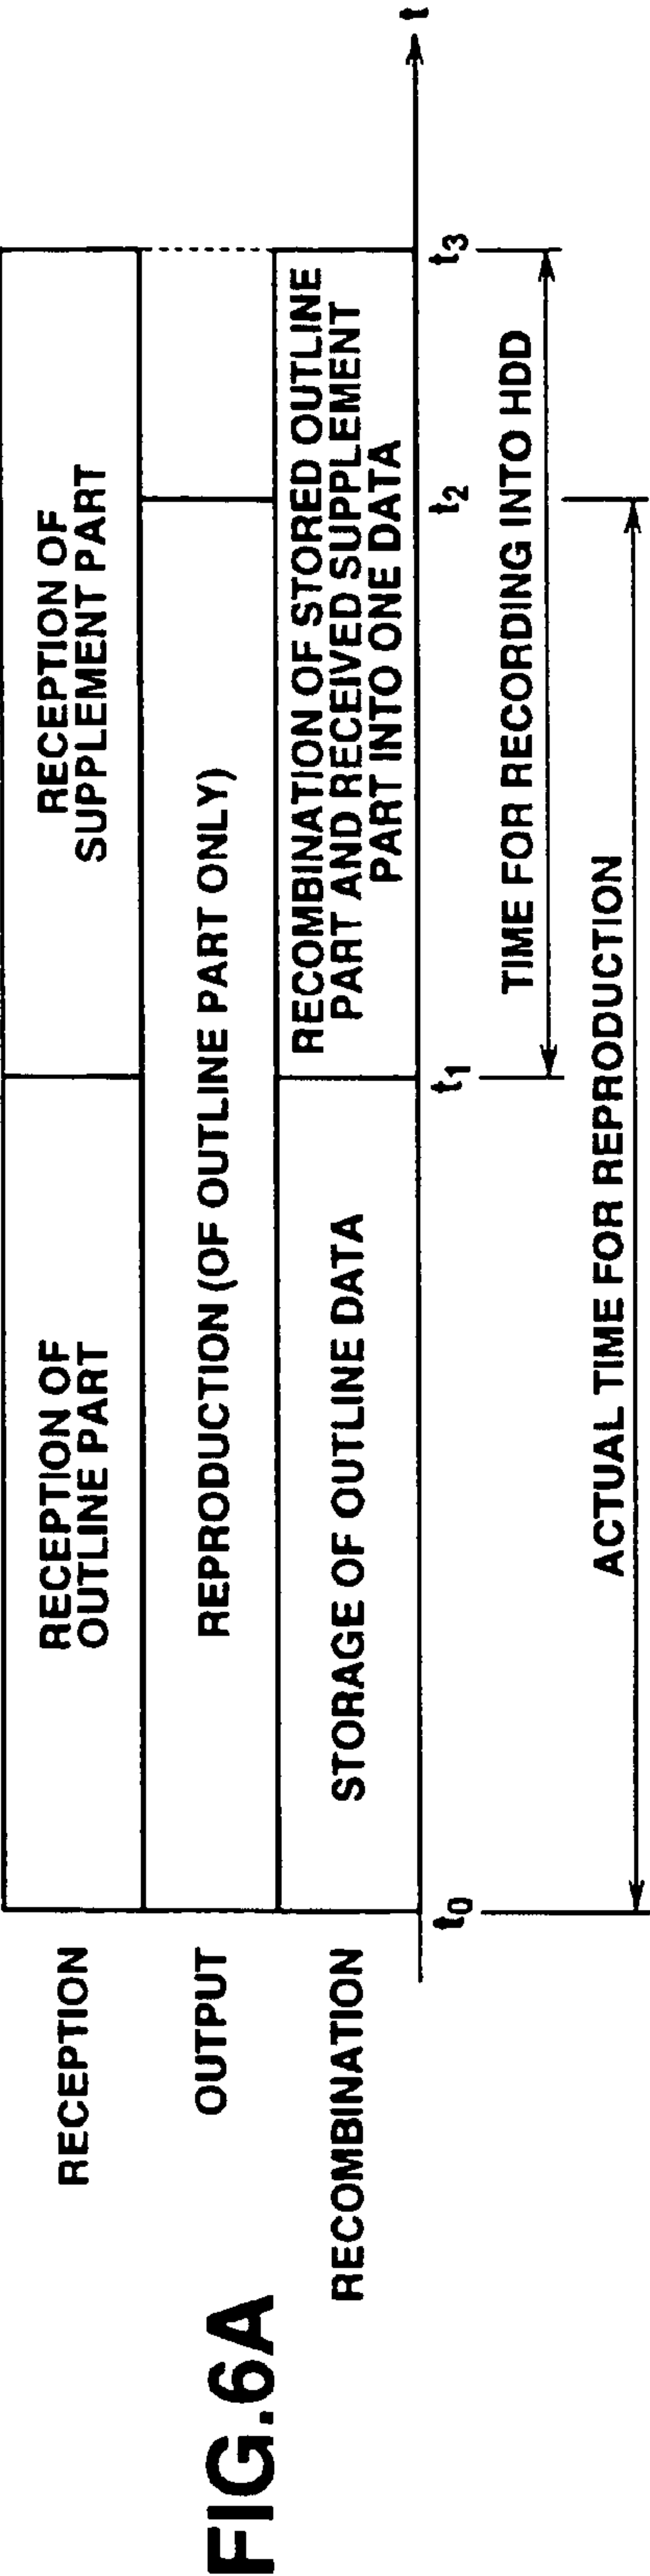 FIG.6A
RECEPTION
RECEPTION OF
OUTLINE PART
RECEPTION OF
SUPPLEMENT PART
OUTPUT
REPRODUCTION (OF OUTLINE PART ONLY)
RECOMBINATION
STORAGE OF OUTLINE DATA
RECOMBINATION OF STORED OUTLINE
PART AND RECEIVED SUPPLEMENT
PART INTO ONE DATA
t
t0
t1
t2
t3
TIME FOR RECORDING INTO HDD
ACTUAL TIME FOR REPRODUCTION